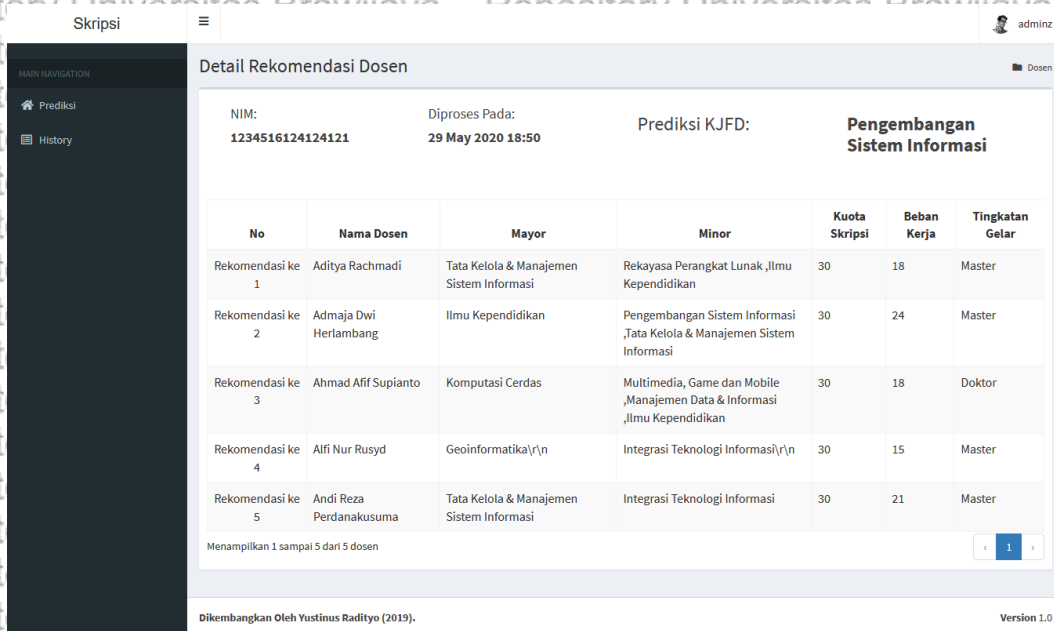 Skripsi
adminz
MAIN NAVIGATION
Prediksi
History
Detail Rekomendasi Dosen
Dosen
NIM:
1234516124124121
Diproses Pada:
29 May 2020 18:50
Prediksi KJFD:
Pengembangan
Sistem Informasi
No Nama Dosen Mayor Minor Kuota Skripsi Beban Kerja Tingkatan Gelar
Rekomendasi ke 1 Aditya Rachmadi Tata Kelola & Manajemen Sistem Informasi Rekayasa Perangkat Lunak ,Ilmu Kependidikan 30 18 Master
Rekomendasi ke 2 Admaja Dwi Herlambang Ilmu Kependidikan Pengembangan Sistem Informasi ,Tata Kelola & Manajemen Sistem Informasi 30 24 Master
Rekomendasi ke 3 Ahmad Afif Supianto Komputasi Cerdas Multimedia, Game dan Mobile ,Manajemen Data & Informasi ,Ilmu Kependidikan 30 18 Doktor
Rekomendasi ke 4 Alfi Nur Rusyd Geoinformatika\r\n Integrasi Teknologi Informasi\r\n 30 15 Master
Rekomendasi ke 5 Andi Reza Perdanakusuma Tata Kelola & Manajemen Sistem Informasi Integrasi Teknologi Informasi 30 21 Master
Menampilkan 1 sampai 5 dari 5 dosen
‹ 1 ›
Dikembangkan Oleh Yustinus Radityo (2019).
Version 1.0